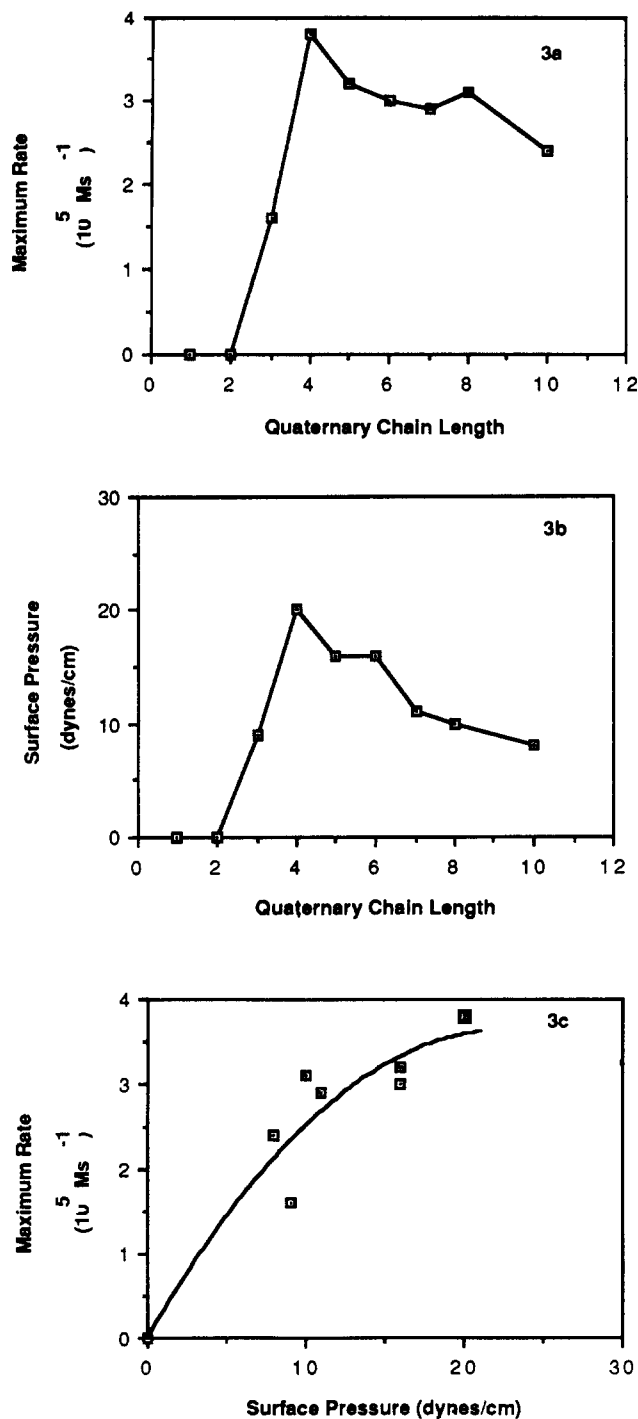 4
3a
3
2
1
0
0 2 4 6 8 10 12
Maximum Rate
(10 5 Ms -1 )
Quaternary Chain Length
30
3b
20
10
0
0 2 4 6 8 10 12
Surface Pressure
(dynes/cm)
Quaternary Chain Length
4
3c
3
2
1
0
0 10 20 30
Maximum Rate
(10 5 Ms -1 )
Surface Pressure (dynes/cm)